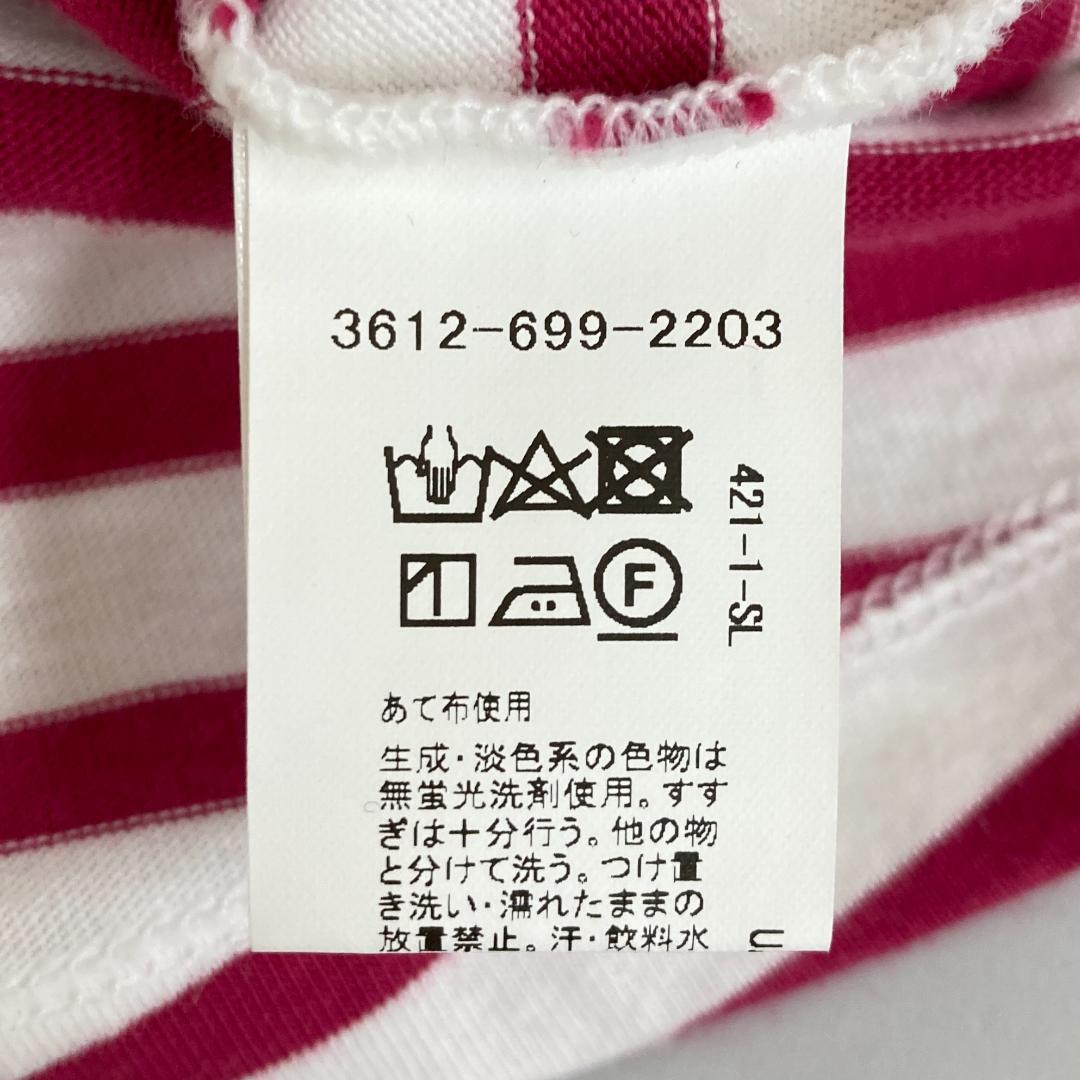 3612-699-2203
421-1-SL
F
あて布使用
生成・淡色系の色物は
無蛍光洗剤使用。すす
ぎは十分行う。他の物
と分けて洗う。つけ置
き洗い・濡れたままの
放置禁止。汗・飲料水